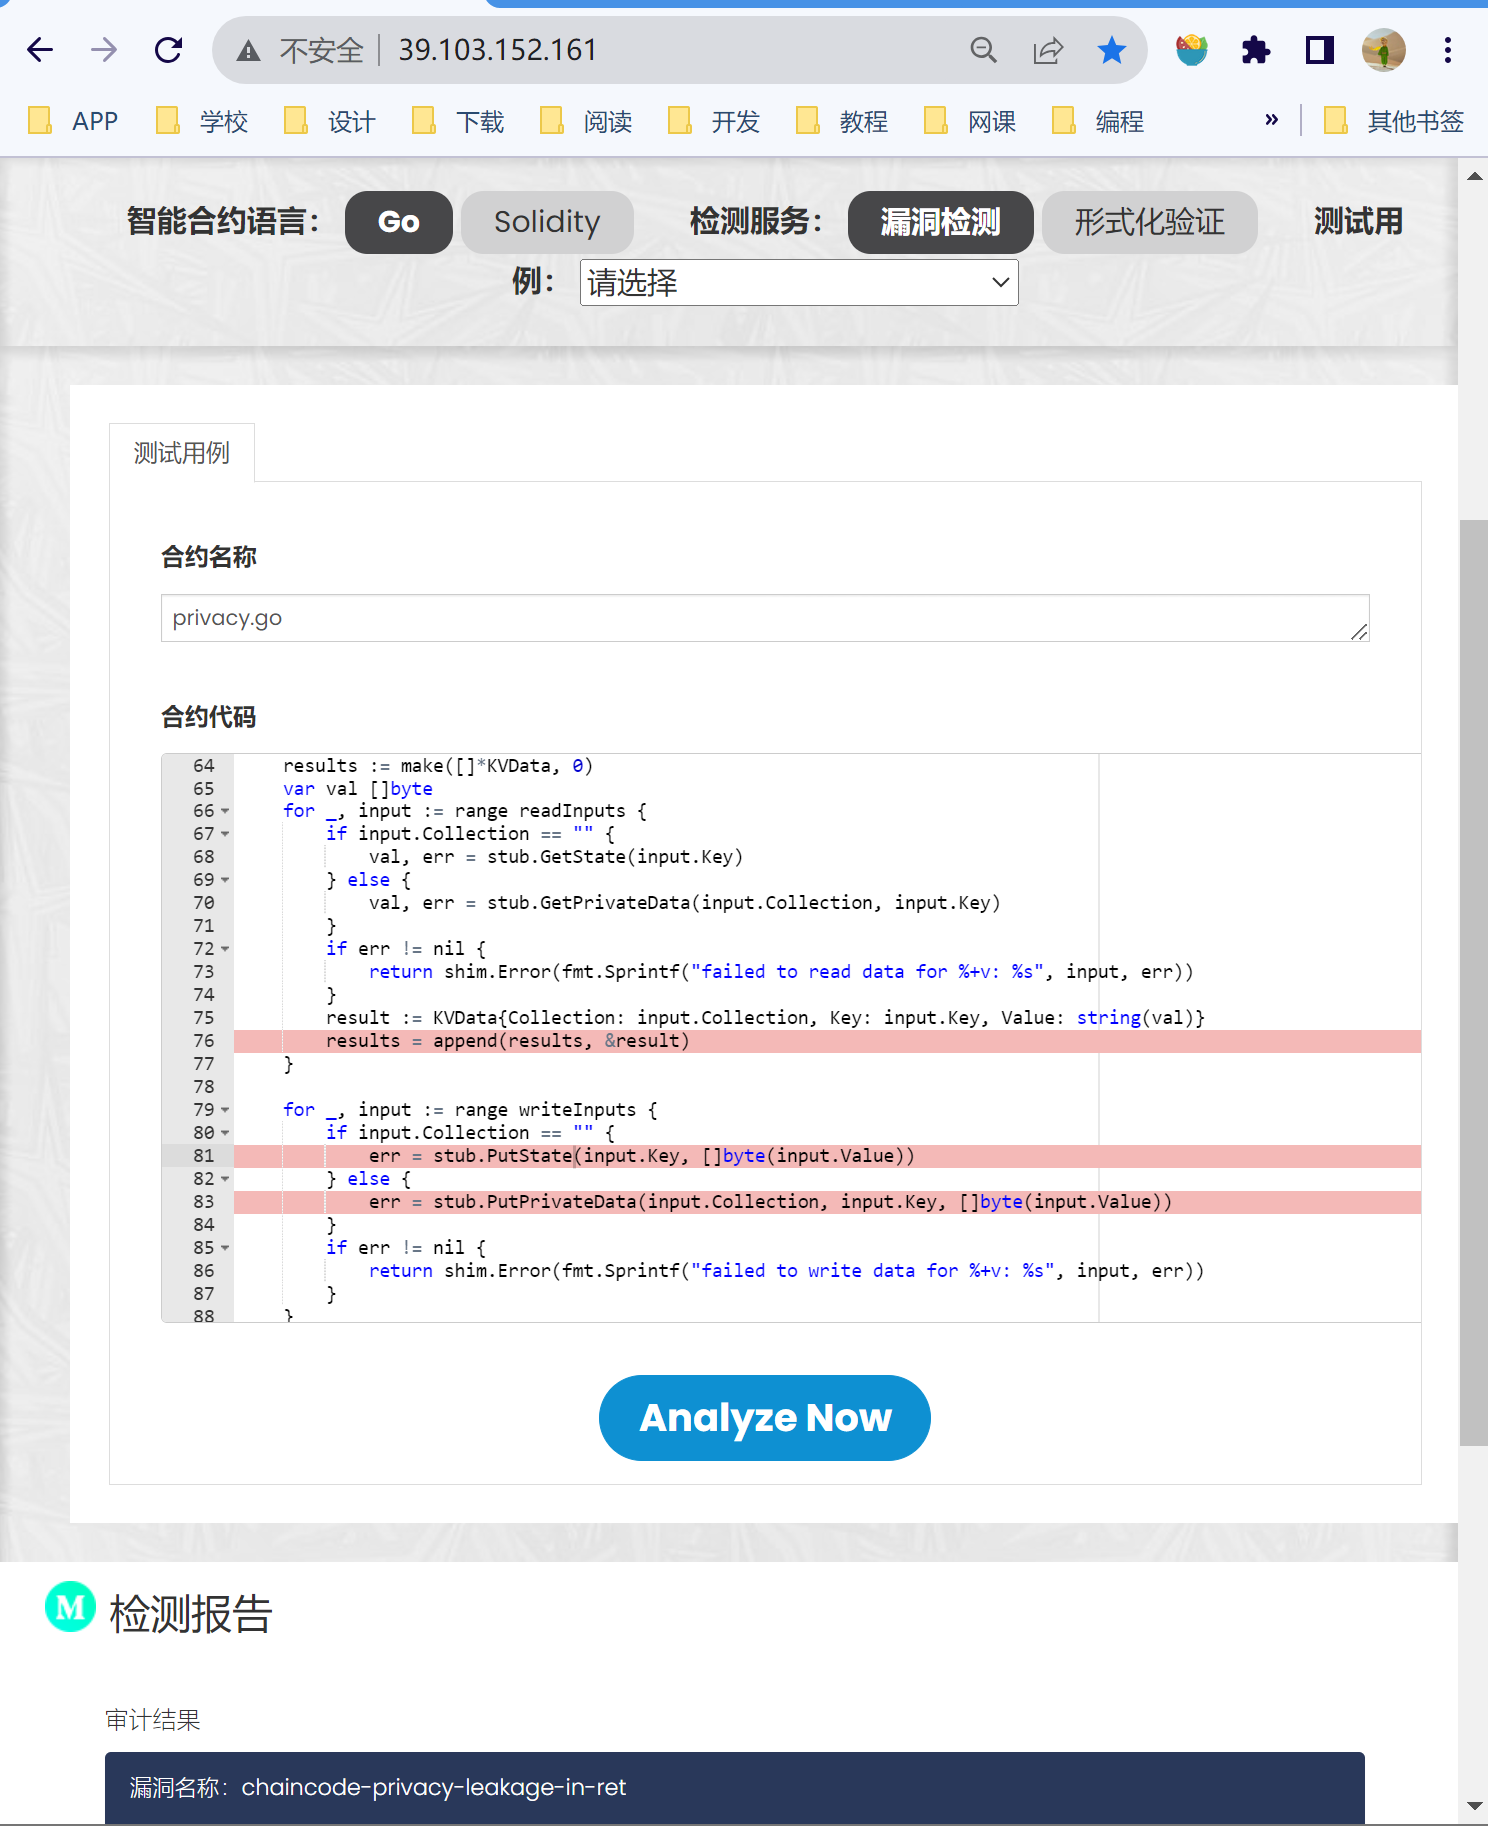 不安全 39.103.152.161
APP 学校 设计 下载 阅读 开发 教程 网课 编程 » 其他书签
智能合约语言： Go Solidity 检测服务： 漏洞检测 形式化验证 测试用
例： 请选择
测试用例
合约名称
privacy.go
合约代码
64 results := make([]*KVData, 0)
65 var val []byte
66 for _, input := range readInputs {
67 if input.Collection == "" {
68 val, err = stub.GetState(input.Key)
69 } else {
70 val, err = stub.GetPrivateData(input.Collection, input.Key)
71 }
72 if err != nil {
73 return shim.Error(fmt.Sprintf("failed to read data for %+v: %s", input, err))
74 }
75 result := KVData{Collection: input.Collection, Key: input.Key, Value: string(val)}
76 results = append(results, &result)
77 }
78
79 for _, input := range writeInputs {
80 if input.Collection == "" {
81 err = stub.PutState(input.Key, []byte(input.Value))
82 } else {
83 err = stub.PutPrivateData(input.Collection, input.Key, []byte(input.Value))
84 }
85 if err != nil {
86 return shim.Error(fmt.Sprintf("failed to write data for %+v: %s", input, err))
87 }
88 }
Analyze Now
M 检测报告
审计结果
漏洞名称：chaincode-privacy-leakage-in-ret